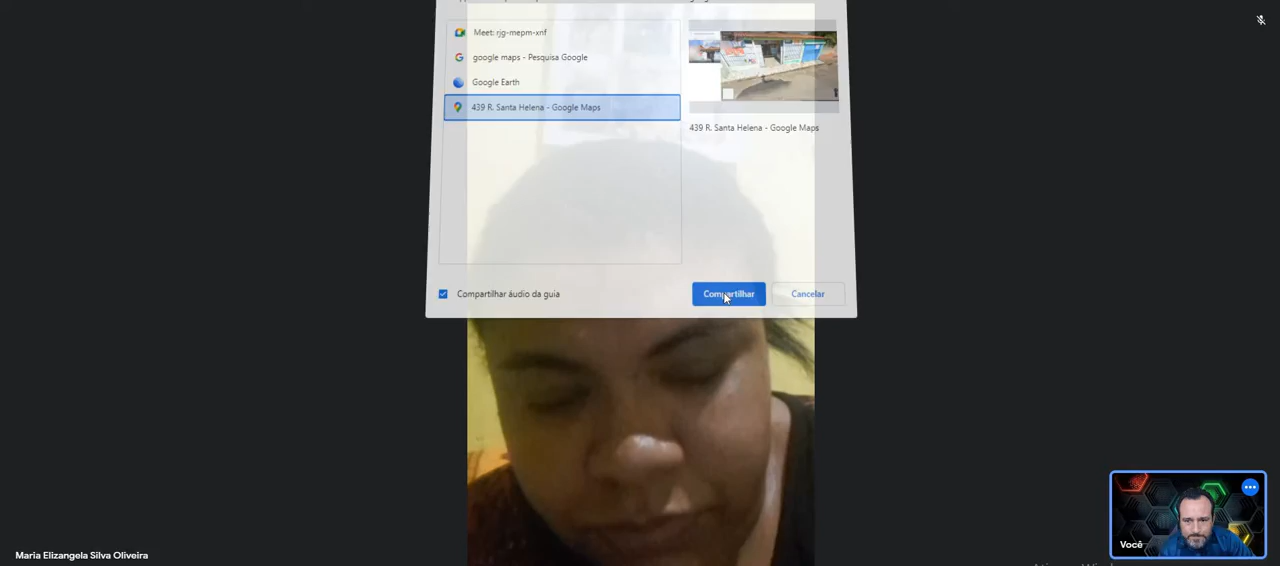 Meet: rjg-mepm-xnf
google maps - Pesquisa Google
Google Earth
439 R. Santa Helena - Google Maps
439 R. Santa Helena - Google Maps
Compartilhar áudio da guia
Compartilhar
Cancelar
Você
Maria Elizangela Silva Oliveira